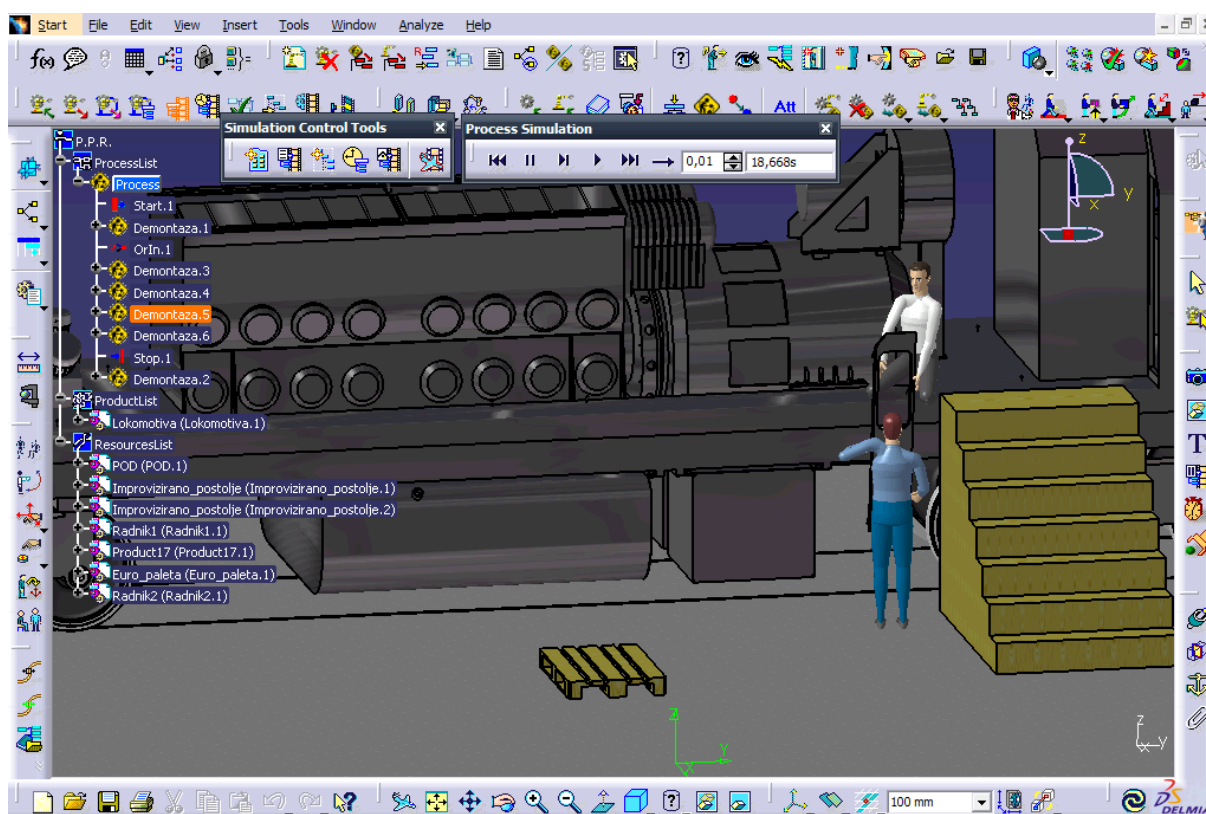 Start File Edit View Insert Tools Window Analyze Help
f(x)
Att
Simulation Control Tools X
Process Simulation X
0,01 18,668s
P.P.R.
ProcessList
Process
Start.1
Demontaza.1
OrIn.1
Demontaza.3
Demontaza.4
Demontaza.5
Demontaza.6
Stop.1
Demontaza.2
ProductList
Lokomotiva (Lokomotiva.1)
ResourcesList
POD (POD.1)
Improvizirano_postolje (Improvizirano_postolje.1)
Improvizirano_postolje (Improvizirano_postolje.2)
Radnik1 (Radnik1.1)
Product17 (Product17.1)
Euro_paleta (Euro_paleta.1)
Radnik2 (Radnik2.1)
z
y
x
T
z
Y
x
z
y
x
100 mm
DELMIA